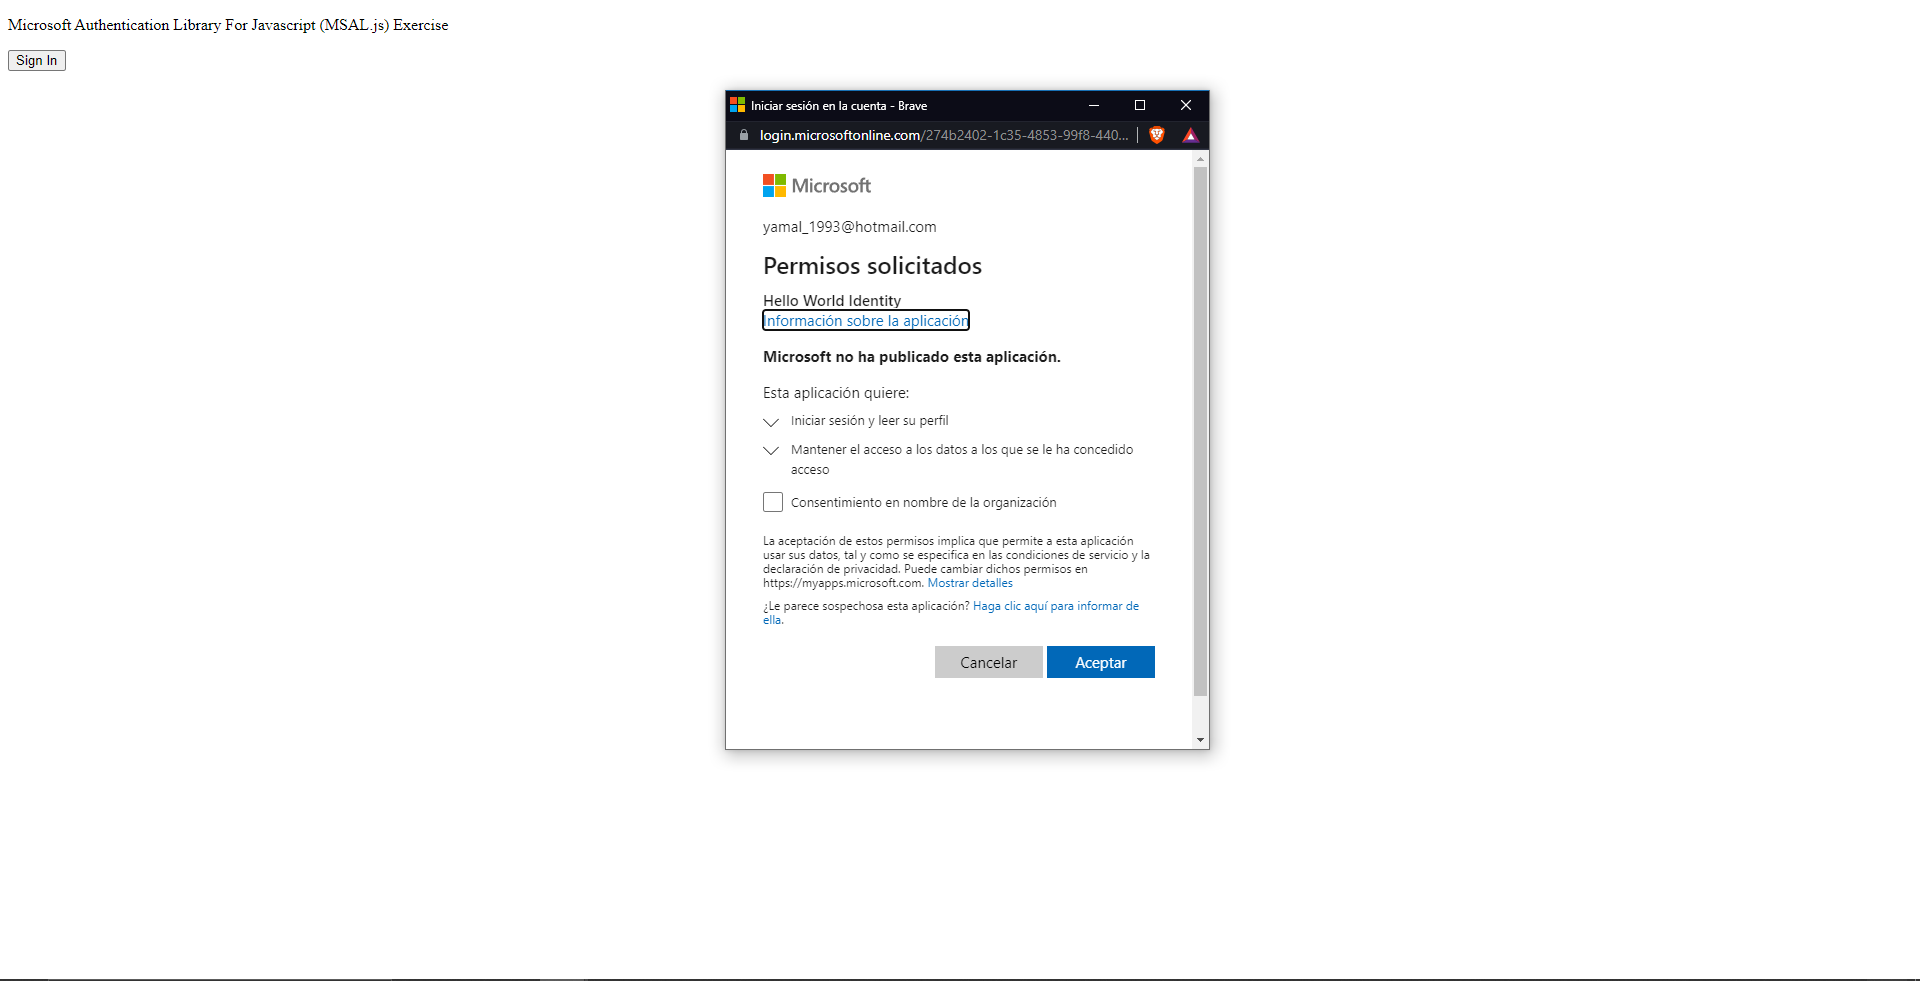 Microsoft Authentication Library For Javascript (MSAL.js) Exercise
Sign In
Iniciar sesión en la cuenta - Brave
login.microsoftonline.com/274b2402-1c35-4853-99f8-440...
Microsoft
yamal_1993@hotmail.com
Permisos solicitados
Hello World Identity
Información sobre la aplicación
Microsoft no ha publicado esta aplicación.
Esta aplicación quiere:
Iniciar sesión y leer su perfil
Mantener el acceso a los datos a los que se le ha concedido
acceso
Consentimiento en nombre de la organización
La aceptación de estos permisos implica que permite a esta aplicación
usar sus datos, tal y como se especifica en las condiciones de servicio y la
declaración de privacidad. Puede cambiar dichos permisos en
https://myapps.microsoft.com. Mostrar detalles
¿Le parece sospechosa esta aplicación? Haga clic aquí para informar de
ella.
Cancelar
Aceptar